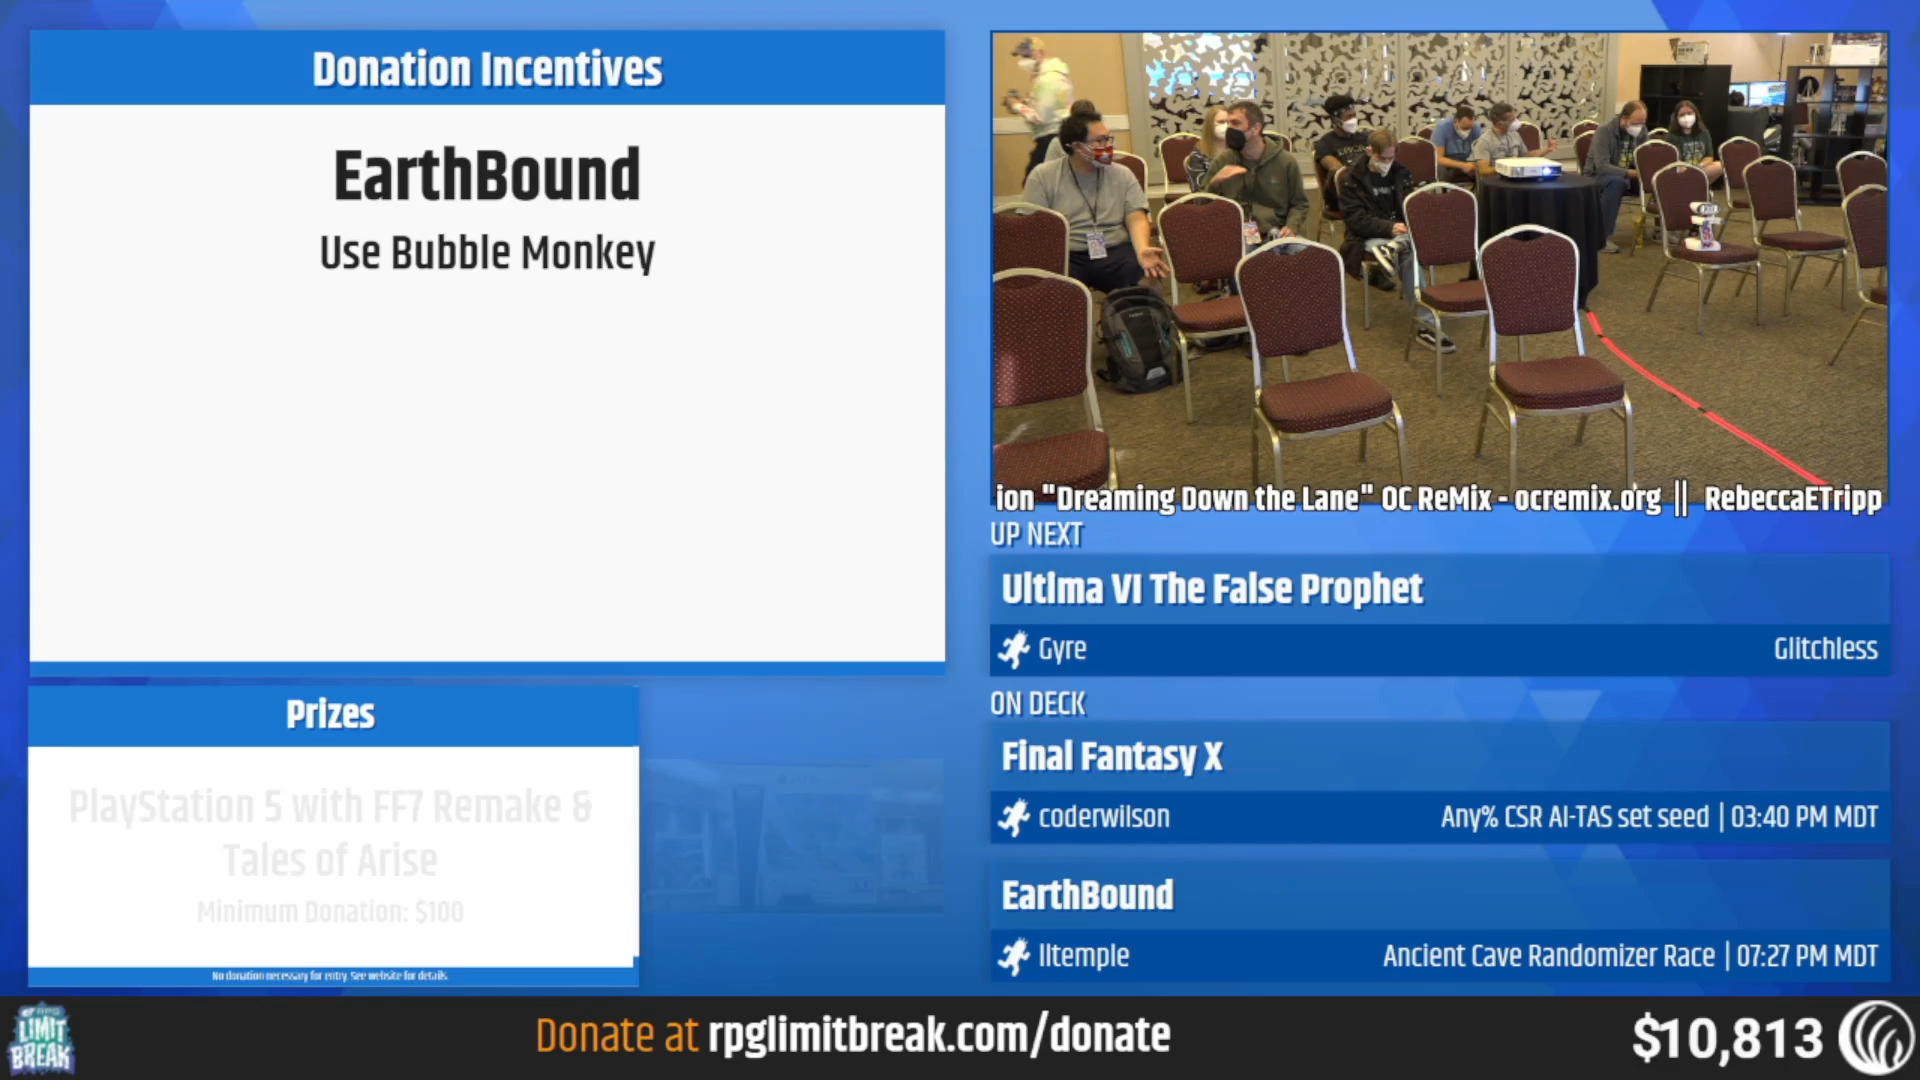 Donation Incentives
EarthBound
Use Bubble Monkey
Prizes
PlayStation 5 with FF7 Remake &
Tales of Arise
Minimum Donation: $100
No donation necessary for entry. See website for details.
ion "Dreaming Down the Lane" OC ReMix - ocremix.org || RebeccaETripp
UP NEXT
Ultima VI The False Prophet
Gyre Glitchless
ON DECK
Final Fantasy X
coderwilson Any% CSR AI-TAS set seed | 03:40 PM MDT
EarthBound
lltemple Ancient Cave Randomizer Race | 07:27 PM MDT
RPG
LIMIT
BREAK
Donate at rpglimitbreak.com/donate
$10,813